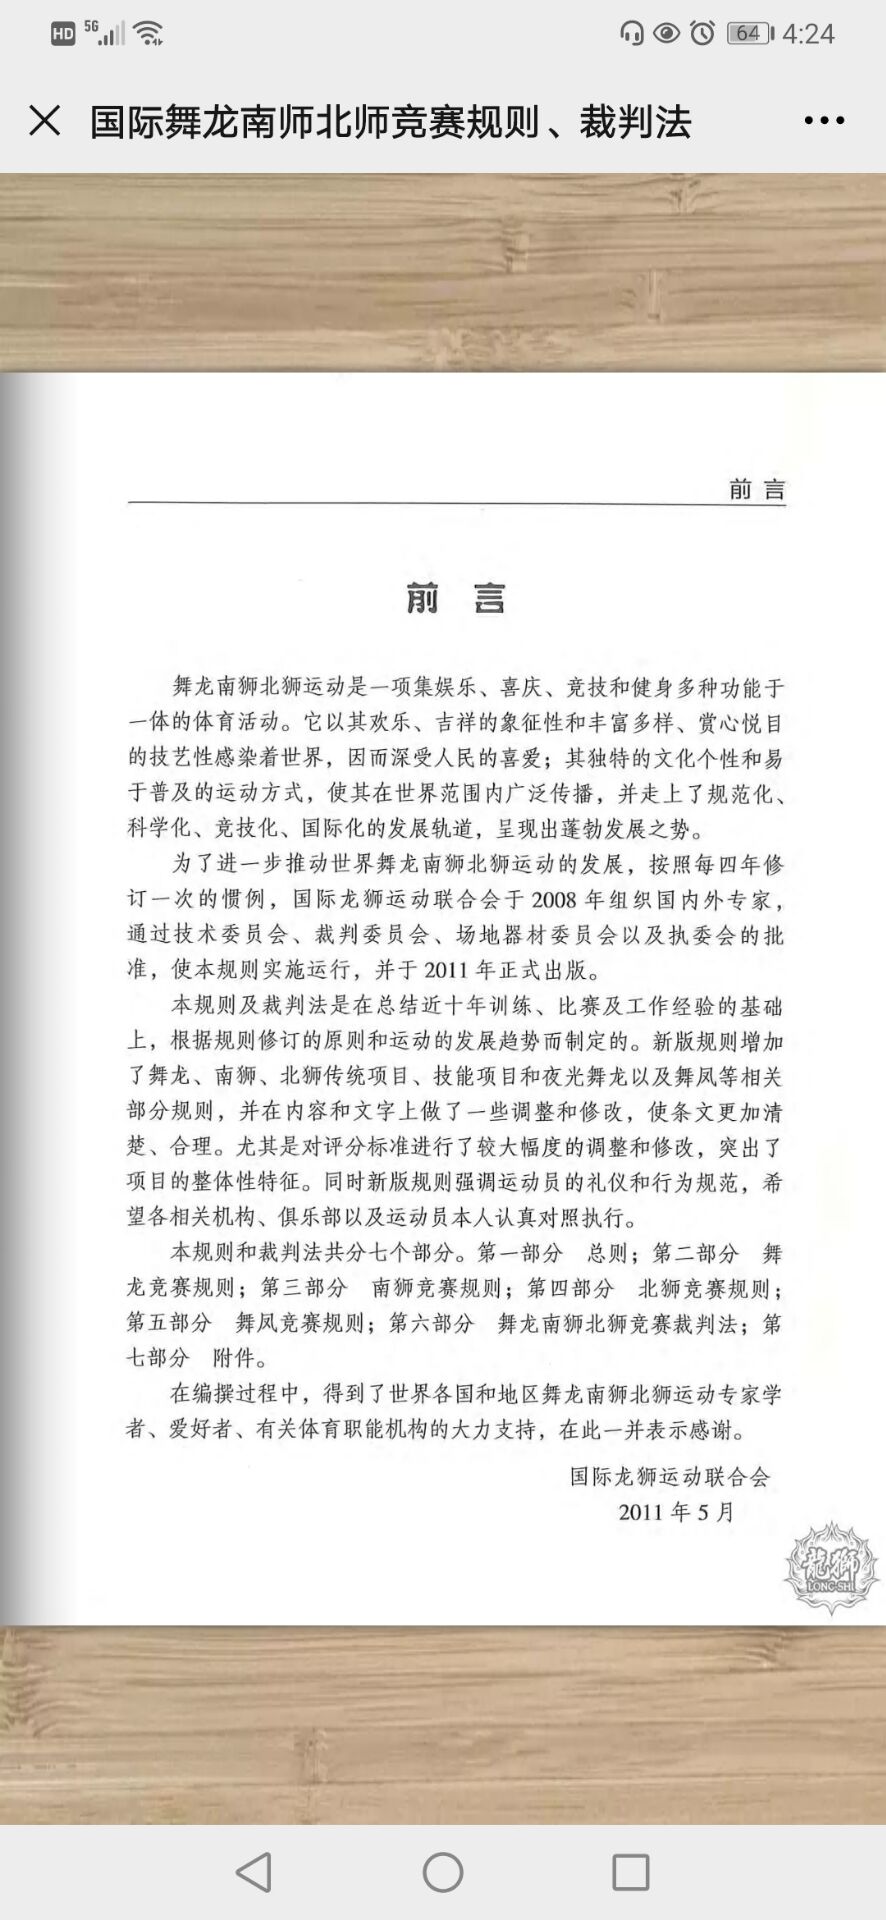 HD 5G 64 4:24
国际舞龙南师北师竞赛规则、裁判法
前 言
前 言
舞龙南狮北狮运动是一项集娱乐、喜庆、竞技和健身多种功能于
一体的体育活动。它以其欢乐、吉祥的象征性和丰富多样、赏心悦目
的技艺性感染着世界，因而深受人民的喜爱；其独特的文化个性和易
于普及的运动方式，使其在世界范围内广泛传播，并走上了规范化、
科学化、竞技化、国际化的发展轨道，呈现出蓬勃发展之势。
为了进一步推动世界舞龙南狮北狮运动的发展，按照每四年修
订一次的惯例，国际龙狮运动联合会于 2008 年组织国内外专家，
通过技术委员会、裁判委员会、场地器材委员会以及执委会的批
准，使本规则实施运行，并于 2011 年正式出版。
本规则及裁判法是在总结近十年训练、比赛及工作经验的基础
上，根据规则修订的原则和运动的发展趋势而制定的。新版规则增加
了舞龙、南狮、北狮传统项目、技能项目和夜光舞龙以及舞凤等相关
部分规则，并在内容和文字上做了一些调整和修改，使条文更加清
楚、合理。尤其是对评分标准进行了较大幅度的调整和修改，突出了
项目的整体性特征。同时新版规则强调运动员的礼仪和行为规范，希
望各相关机构、俱乐部以及运动员本人认真对照执行。
本规则和裁判法共分七个部分。第一部分 总则；第二部分 舞
龙竞赛规则；第三部分 南狮竞赛规则；第四部分 北狮竞赛规则；
第五部分 舞凤竞赛规则；第六部分 舞龙南狮北狮竞赛裁判法；第
七部分 附件。
在编撰过程中，得到了世界各国和地区舞龙南狮北狮运动专家学
者、爱好者、有关体育职能机构的大力支持，在此一并表示感谢。
国际龙狮运动联合会
2011 年 5 月
龍獅
LONG-SHI